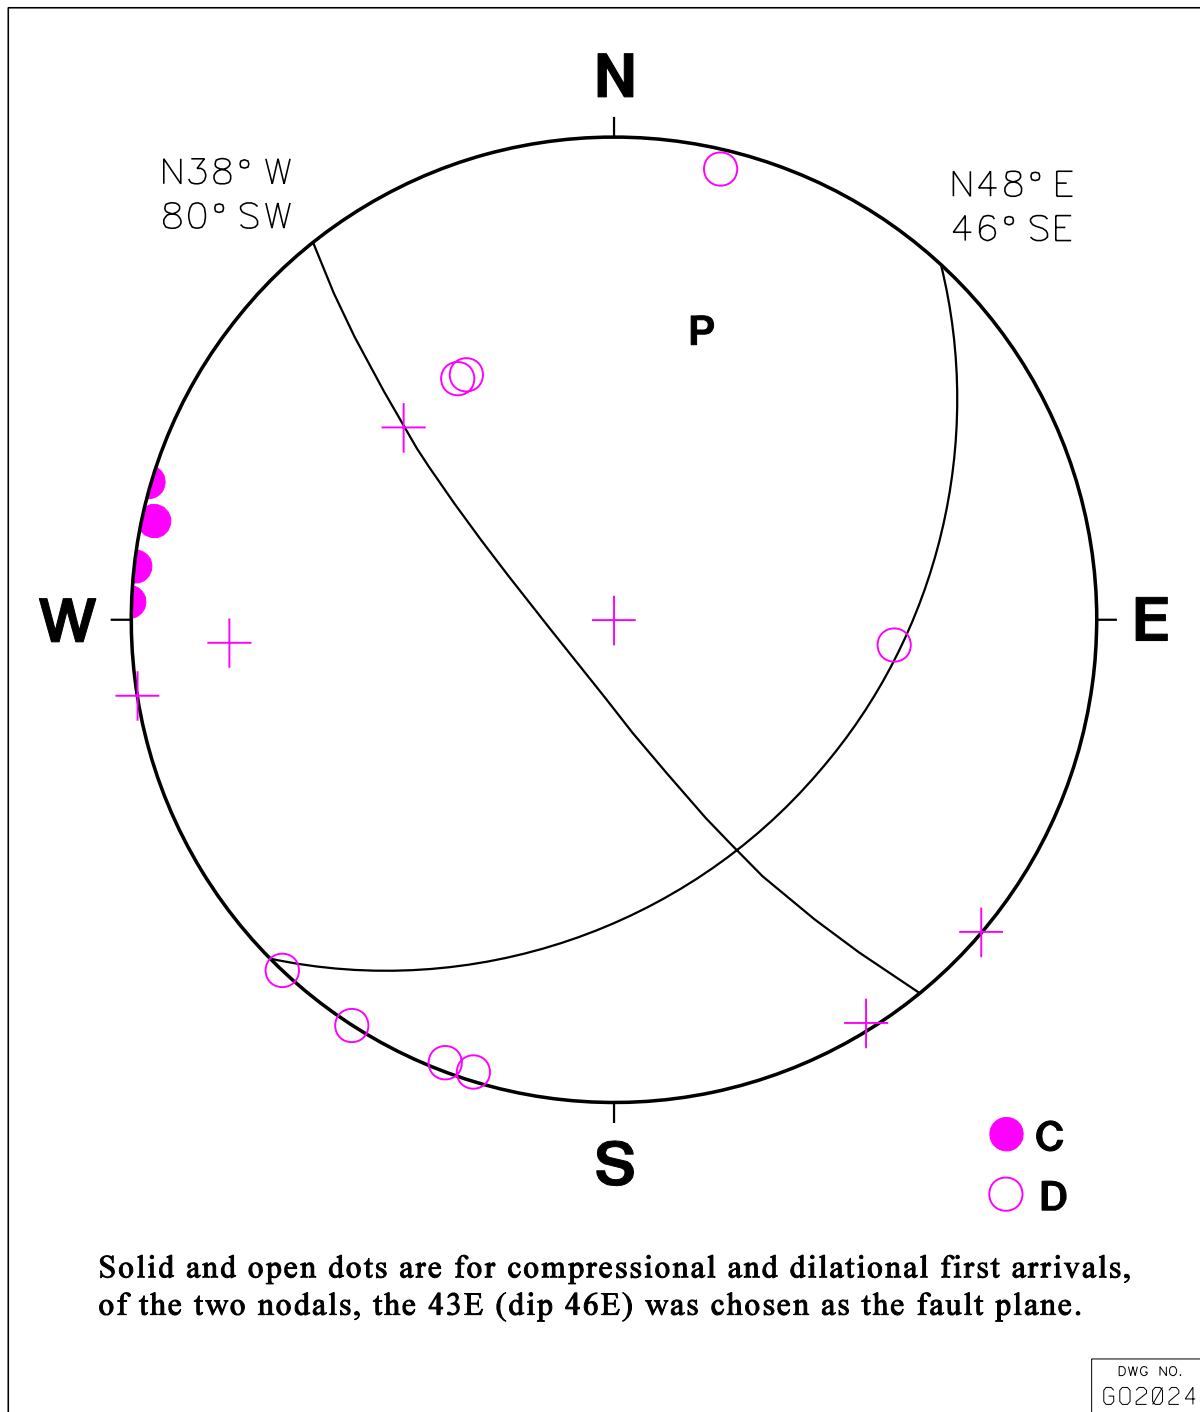 N
N38° W
80° SW
N48° E
46° SE
P
W
E
S
C
D
Solid and open dots are for compressional and dilational first arrivals,
of the two nodals, the 43E (dip 46E) was chosen as the fault plane.
DWG NO.
GO2024